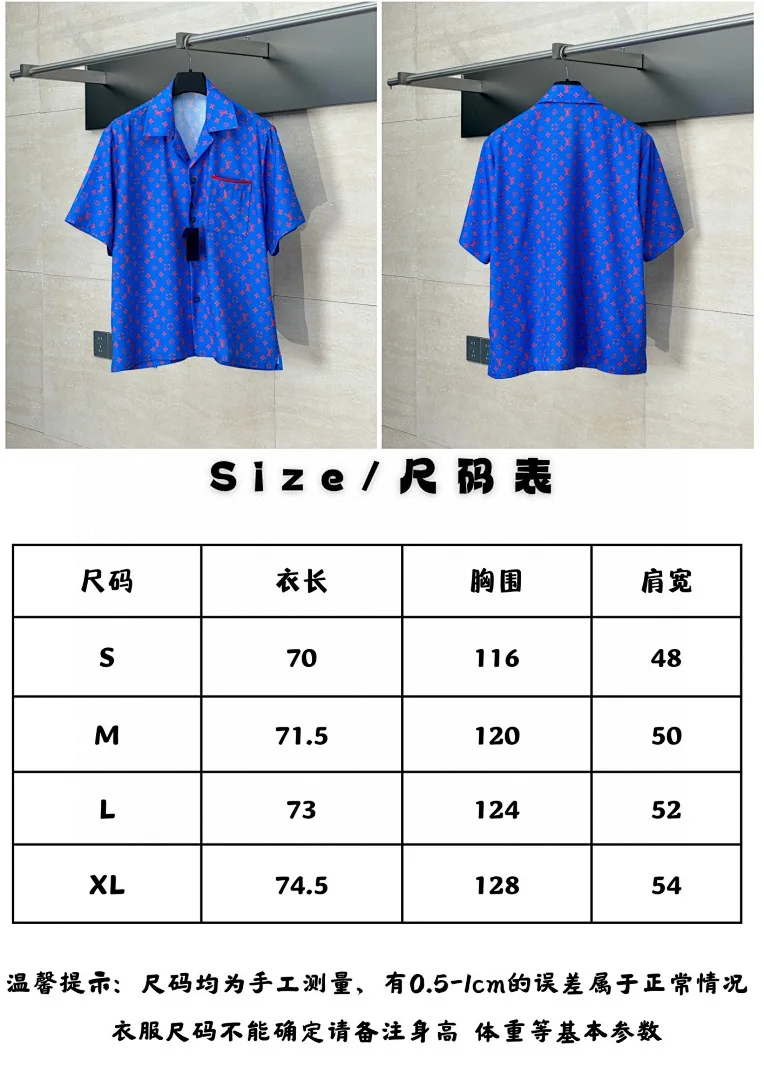 Size/尺码表
尺码 衣长 胸围 肩宽
S 70 116 48
M 71.5 120 50
L 73 124 52
XL 74.5 128 54
温馨提示: 尺码均为手工测量、有0.5-1cm的误差属于正常情况
衣服尺码不能确定请备注身高 体重等基本参数